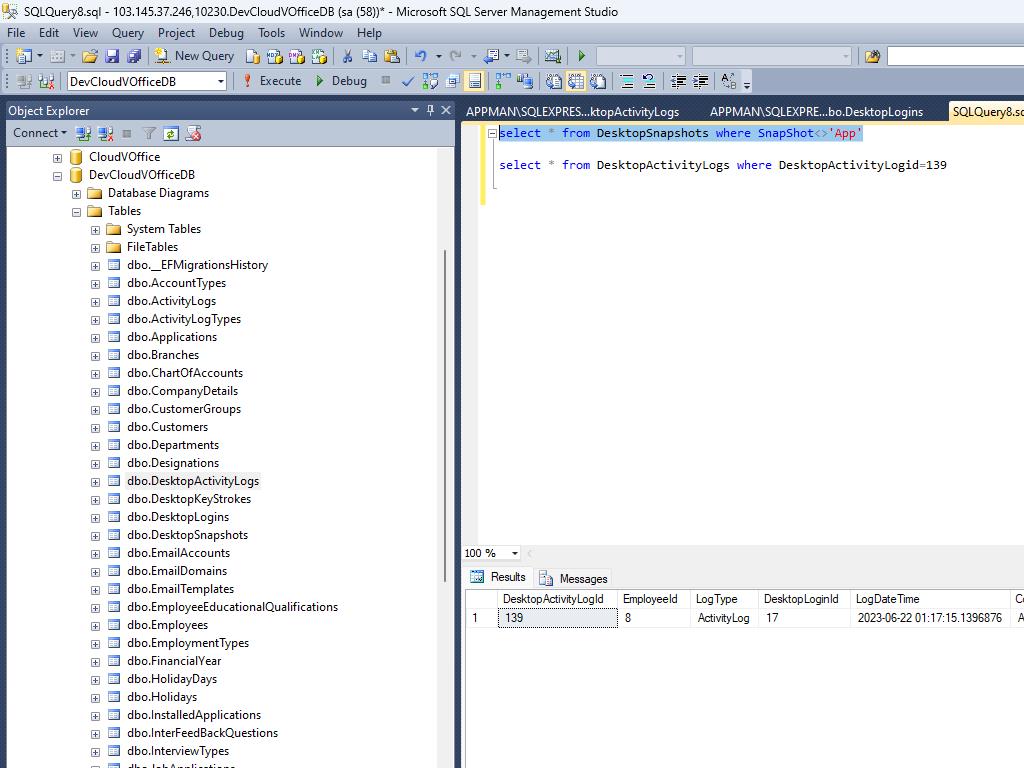 SQLQuery8.sql - 103.145.37.246,10230.DevCloudVOfficeDB (sa (58))* - Microsoft SQL Server Management Studio
File Edit View Query Project Debug Tools Window Help
New Query
DevCloudVOfficeDB Execute Debug
Object Explorer
Connect
CloudVOffice
DevCloudVOfficeDB
Database Diagrams
Tables
System Tables
FileTables
dbo.__EFMigrationsHistory
dbo.AccountTypes
dbo.ActivityLogs
dbo.ActivityLogTypes
dbo.Applications
dbo.Branches
dbo.ChartOfAccounts
dbo.CompanyDetails
dbo.CustomerGroups
dbo.Customers
dbo.Departments
dbo.Designations
dbo.DesktopActivityLogs
dbo.DesktopKeyStrokes
dbo.DesktopLogins
dbo.DesktopSnapshots
dbo.EmailAccounts
dbo.EmailDomains
dbo.EmailTemplates
dbo.EmployeeEducationalQualifications
dbo.Employees
dbo.EmploymentTypes
dbo.FinancialYear
dbo.HolidayDays
dbo.Holidays
dbo.InstalledApplications
dbo.InterFeedBackQuestions
dbo.InterviewTypes
APPMAN\SQLEXPRES...ktopActivityLogs APPMAN\SQLEXPRE...bo.DesktopLogins SQLQuery8.sq
select * from DesktopSnapshots where SnapShot<>'App'
select * from DesktopActivityLogs where DesktopActivityLogid=139
100 %
Results Messages
DesktopActivityLogId EmployeeId LogType DesktopLoginId LogDateTime
1 139 8 ActivityLog 17 2023-06-22 01:17:15.1396876